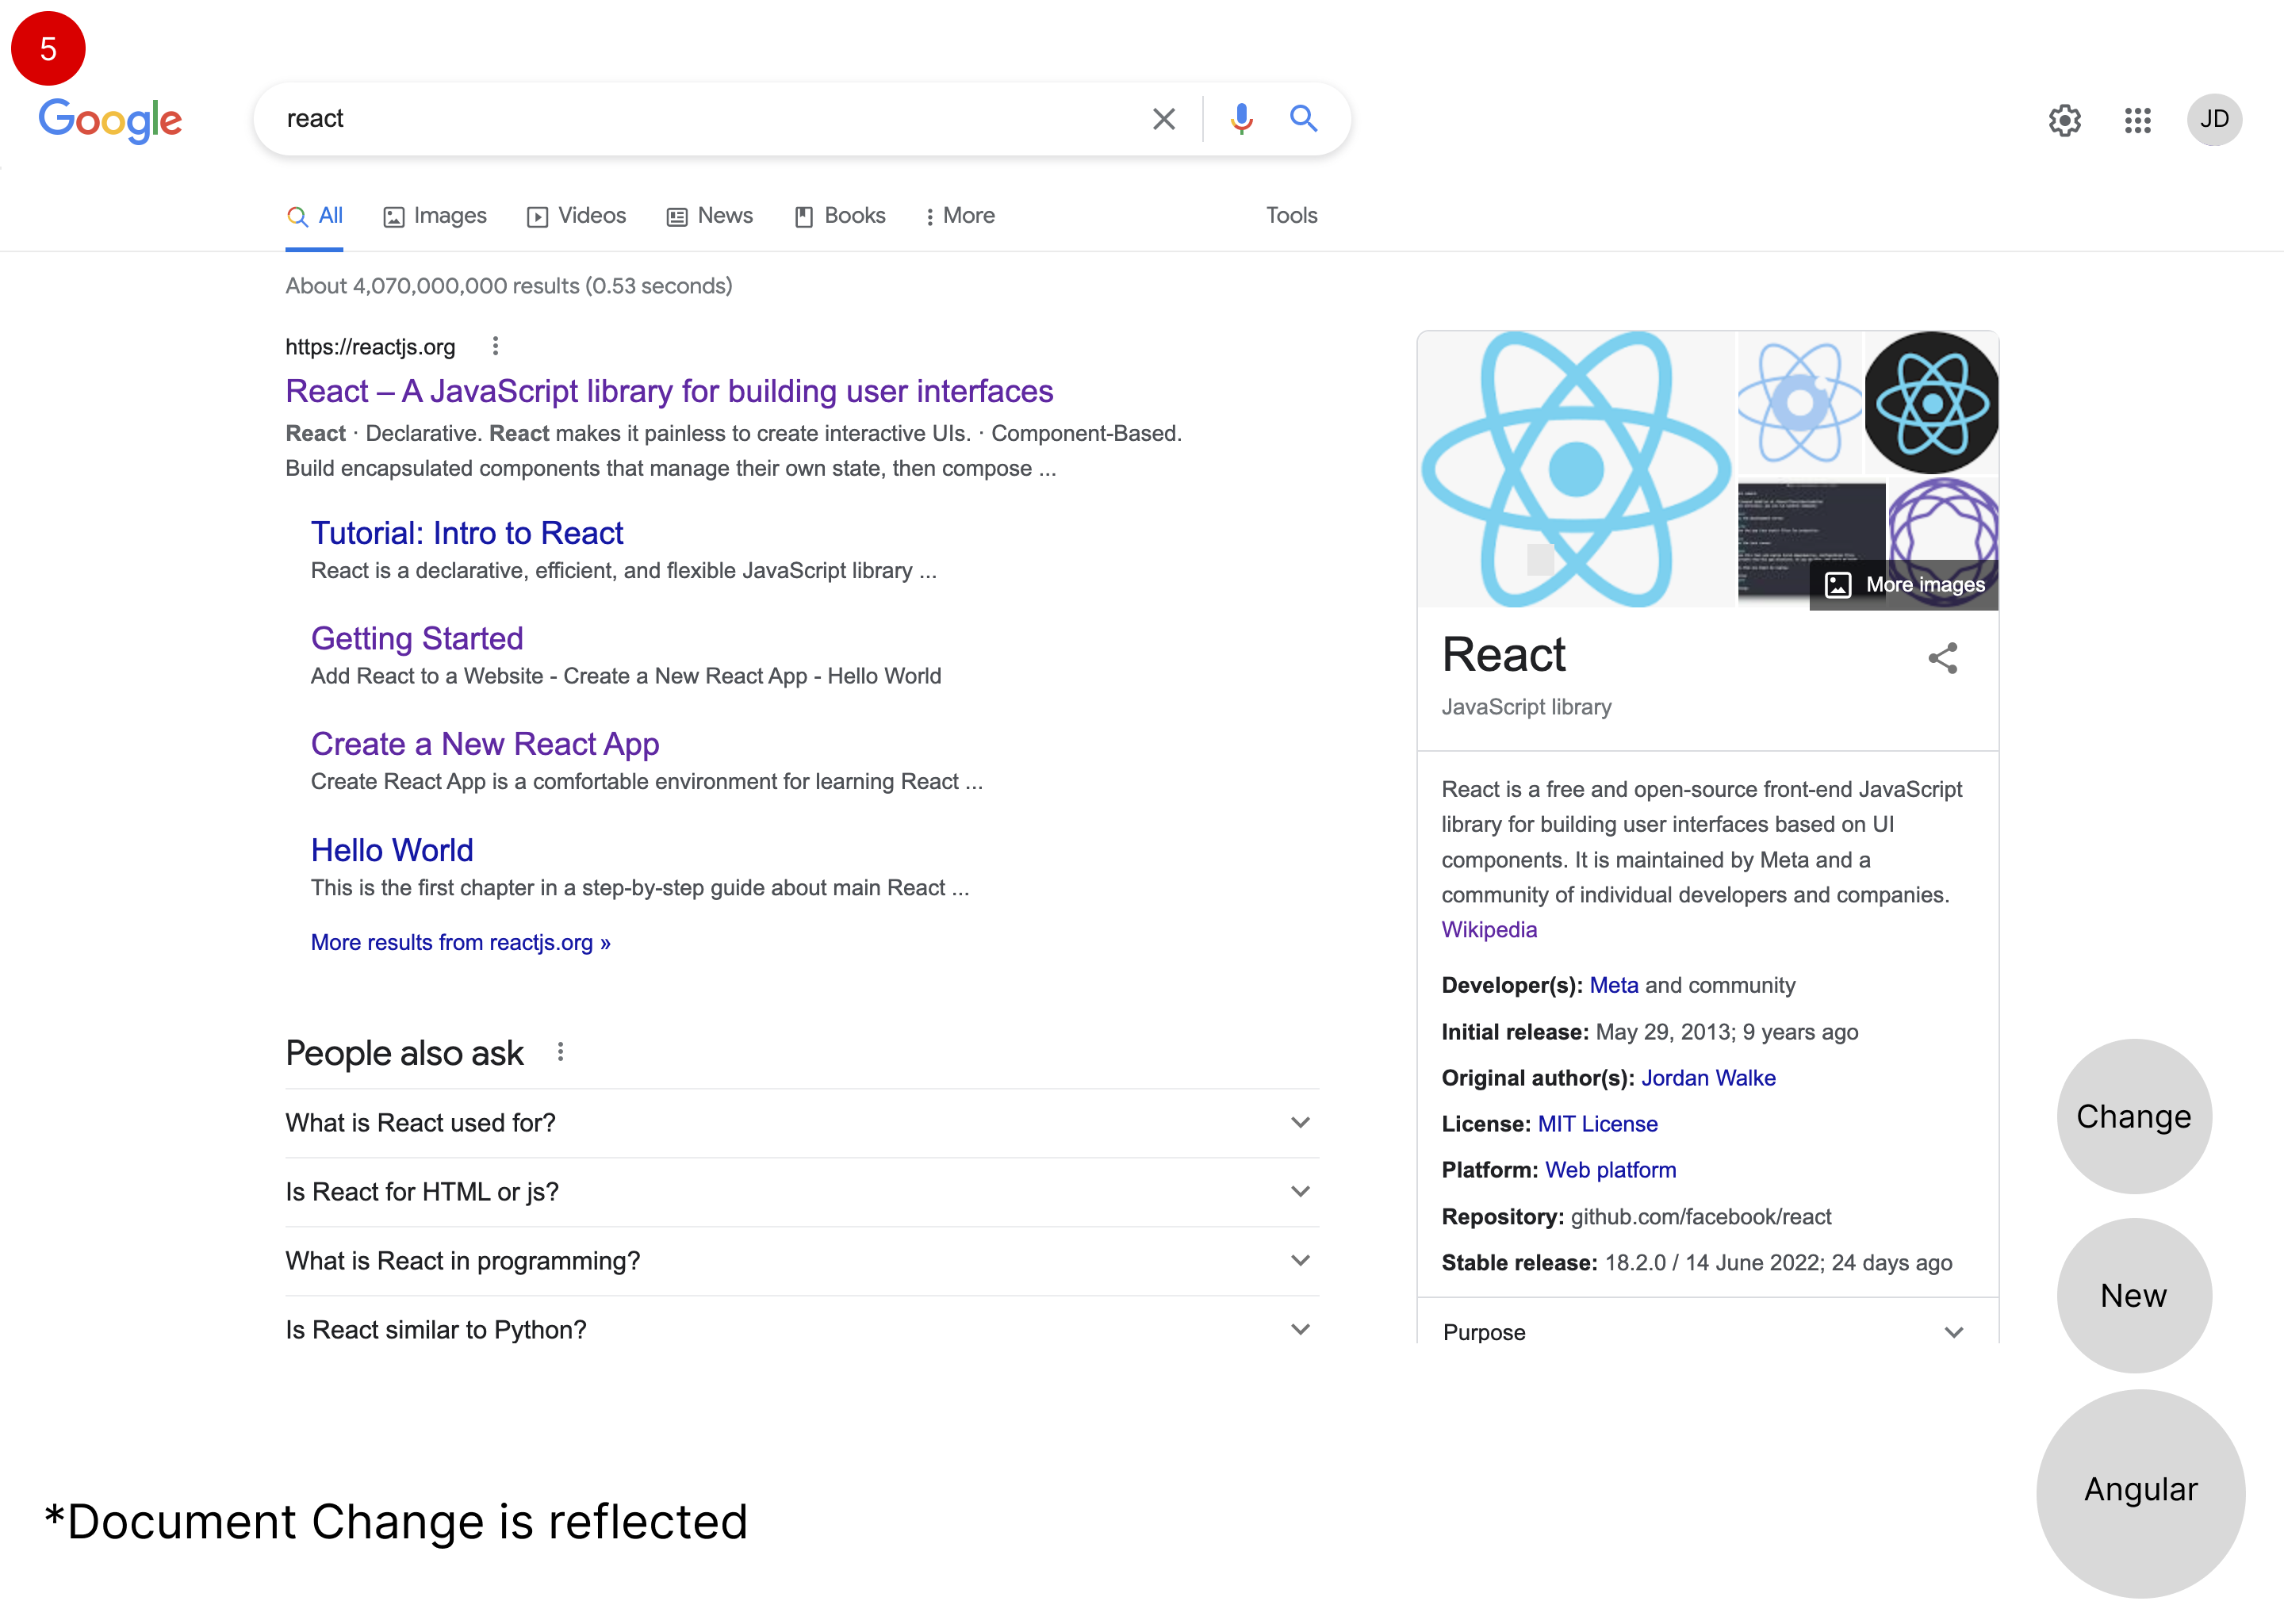 5
Google
react
JD
All
Images
Videos
News
Books
More
Tools
About 4,070,000,000 results (0.53 seconds)
https://reactjs.org
React – A JavaScript library for building user interfaces
React · Declarative. React makes it painless to create interactive UIs. · Component-Based.
Build encapsulated components that manage their own state, then compose ...
Tutorial: Intro to React
React is a declarative, efficient, and flexible JavaScript library ...
Getting Started
Add React to a Website - Create a New React App - Hello World
Create a New React App
Create React App is a comfortable environment for learning React ...
Hello World
This is the first chapter in a step-by-step guide about main React ...
More results from reactjs.org »
People also ask
What is React used for?
Is React for HTML or js?
What is React in programming?
Is React similar to Python?
More images
React
JavaScript library
React is a free and open-source front-end JavaScript
library for building user interfaces based on UI
components. It is maintained by Meta and a
community of individual developers and companies.
Wikipedia
Developer(s): Meta and community
Initial release: May 29, 2013; 9 years ago
Original author(s): Jordan Walke
License: MIT License
Platform: Web platform
Repository: github.com/facebook/react
Stable release: 18.2.0 / 14 June 2022; 24 days ago
Purpose
Change
New
Angular
*Document Change is reflected